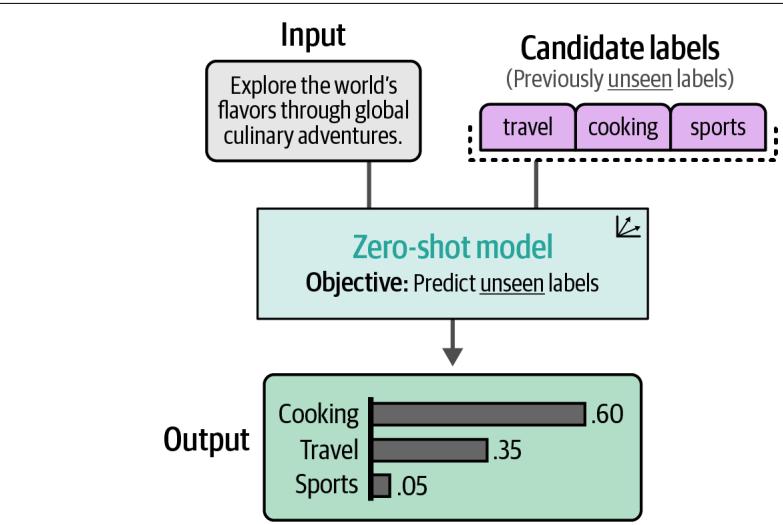 Input
Explore the world's
flavors through global
culinary adventures.
Candidate labels
(Previously unseen labels)
travel
cooking
sports
Zero-shot model
Objective: Predict unseen labels
Output
Cooking .60
Travel .35
Sports .05